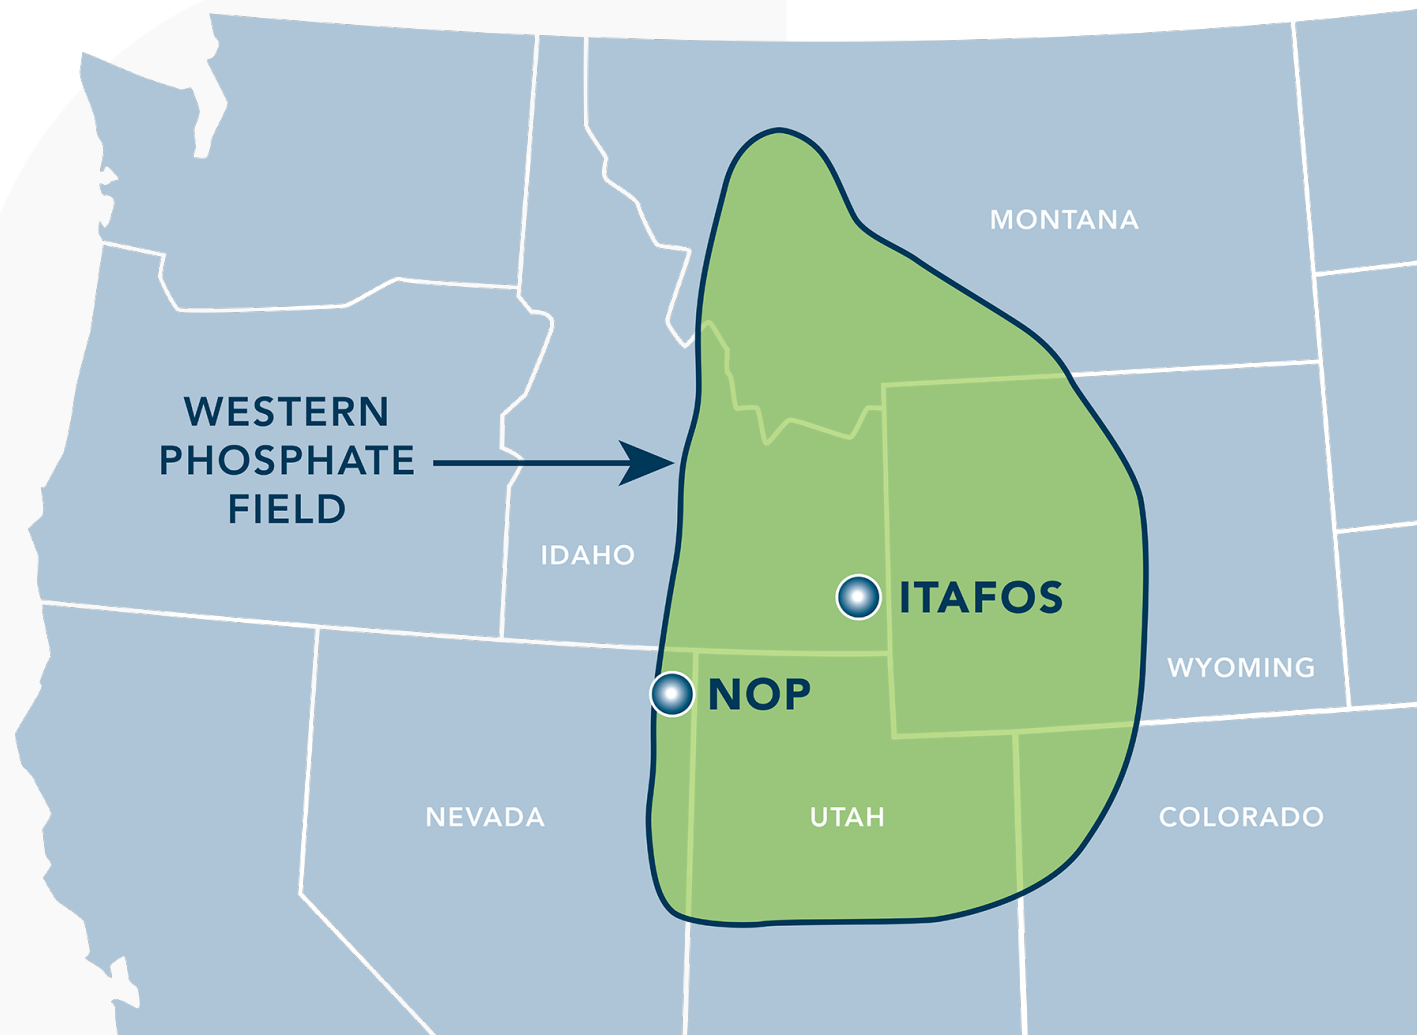 MONTANA
WESTERN
PHOSPHATE
FIELD
IDAHO
ITAFOS
WYOMING
NOP
NEVADA
UTAH
COLORADO